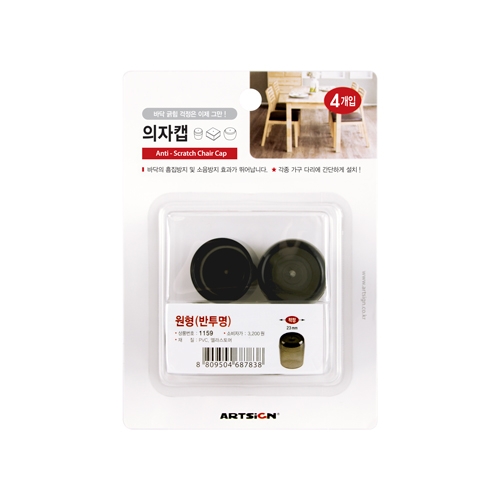 바닥 긁힘 걱정은 이제 그만!
의자캡
4개입
Anti - Scratch Chair Cap
바닥의 흠집방지 및 소음방지 효과가 뛰어납니다. ★ 각종 가구 다리에 간단하게 설치!
www.artsign.co.kr
원형(반투명)
• 상품번호 : 1159 • 소비자가 : 3,200 원
• 재 질 : PVC, 엘라스토머
8 809504 687838
23mm
ARTSIGN